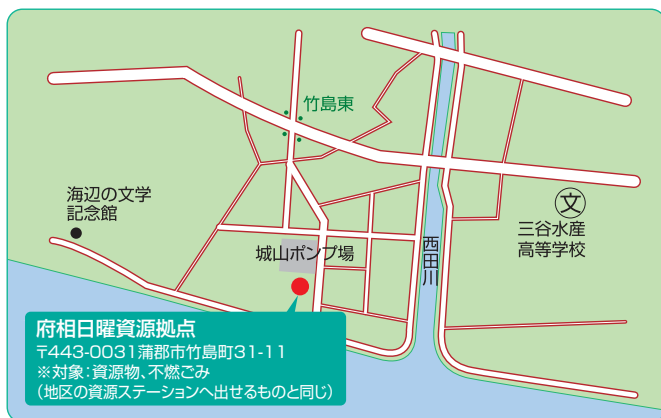 竹島東
海辺の文学
記念館
文
三谷水産
高等学校
城山ポンプ場
西田川
府相日曜資源拠点
〒443-0031蒲郡市竹島町31-11
※対象:資源物、不燃ごみ
(地区の資源ステーションへ出せるものと同じ)